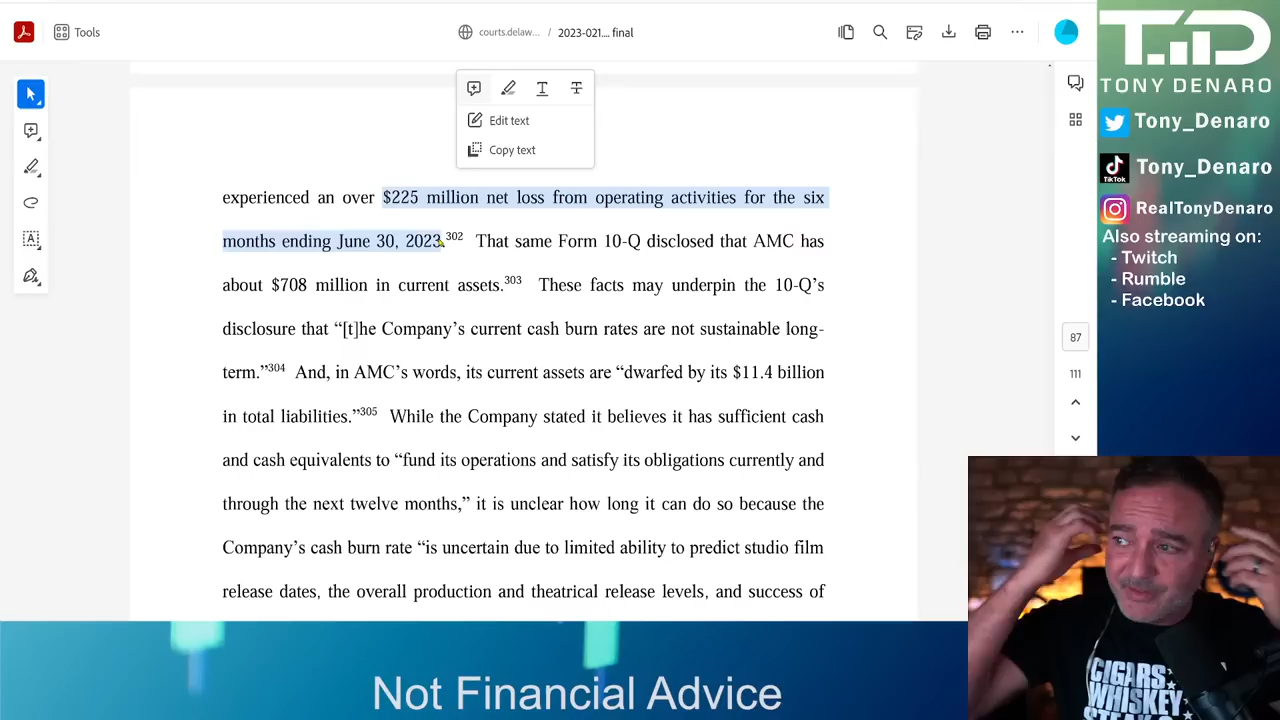 Tools
courts.delaw... / 2023-021.... final
Edit text
Copy text
experienced an over $225 million net loss from operating activities for the six
months ending June 30, 2023.302 That same Form 10-Q disclosed that AMC has
about $708 million in current assets.303 These facts may underpin the 10-Q’s
disclosure that “[t]he Company’s current cash burn rates are not sustainable long-
term.”304 And, in AMC’s words, its current assets are “dwarfed by its $11.4 billion
in total liabilities.”305 While the Company stated it believes it has sufficient cash
and cash equivalents to “fund its operations and satisfy its obligations currently and
through the next twelve months,” it is unclear how long it can do so because the
Company’s cash burn rate “is uncertain due to limited ability to predict studio film
release dates, the overall production and theatrical release levels, and success of
87
111
TONY DENARO
Tony_Denaro
TikTok
Tony_Denaro
RealTonyDenaro
Also streaming on:
- Twitch
- Rumble
- Facebook
CIGARS
WHISKEY
Not Financial Advice